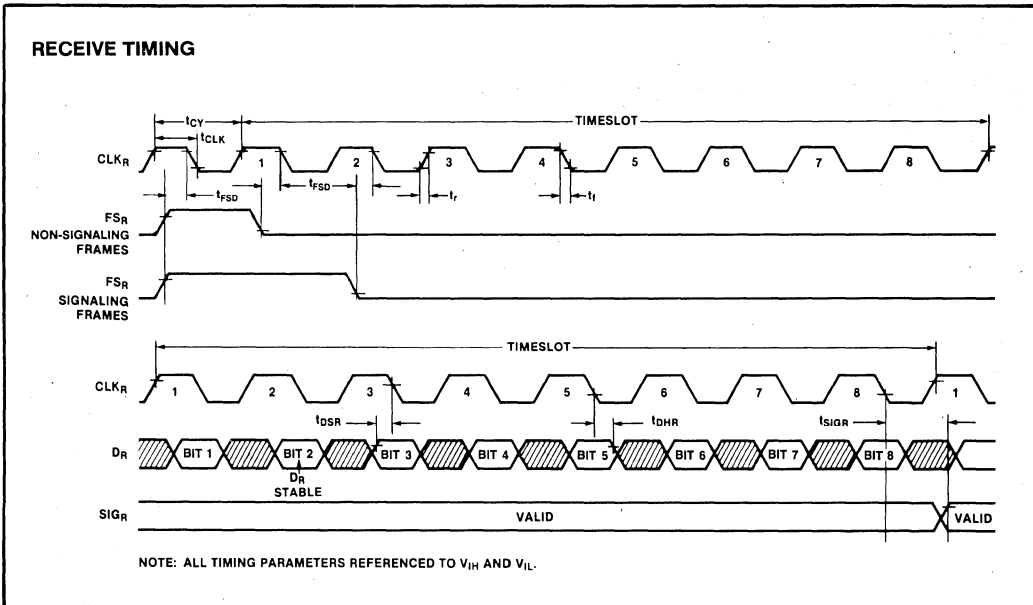 RECEIVE TIMING
tCY
TIMESLOT
tCLK
CLKR
1 2 3 4 5 6 7 8
tFSD
tFSD
tr
tf
FSR
NON-SIGNALING
FRAMES
FSR
SIGNALING
FRAMES
TIMESLOT
CLKR
1 2 3 4 5 6 7 8 1
tDSR
tDHR
tSIGR
DR
BIT 1 BIT 2 BIT 3 BIT 4 BIT 5 BIT 6 BIT 7 BIT 8
DR
STABLE
SIGR
VALID
VALID
NOTE: ALL TIMING PARAMETERS REFERENCED TO VIH AND VIL.